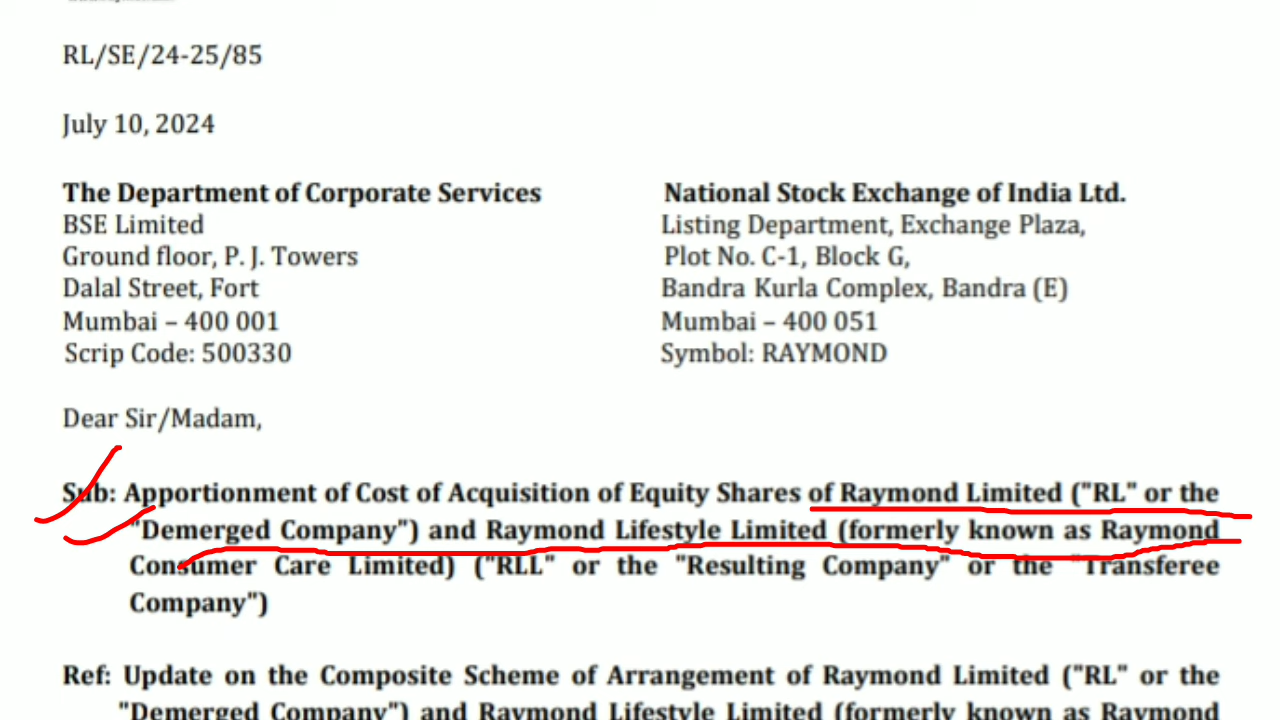 RL/SE/24-25/85
July 10, 2024
The Department of Corporate Services
BSE Limited
Ground floor, P. J. Towers
Dalal Street, Fort
Mumbai – 400 001
Scrip Code: 500330
National Stock Exchange of India Ltd.
Listing Department, Exchange Plaza,
Plot No. C-1, Block G,
Bandra Kurla Complex, Bandra (E)
Mumbai – 400 051
Symbol: RAYMOND
Dear Sir/Madam,
Sub: Apportionment of Cost of Acquisition of Equity Shares of Raymond Limited ("RL" or the
"Demerged Company") and Raymond Lifestyle Limited (formerly known as Raymond
Consumer Care Limited) ("RLL" or the "Resulting Company" or the "Transferee
Company")
Ref: Update on the Composite Scheme of Arrangement of Raymond Limited ("RL" or the
"Demerged Company") and Raymond Lifestyle Limited (formerly known as Raymond